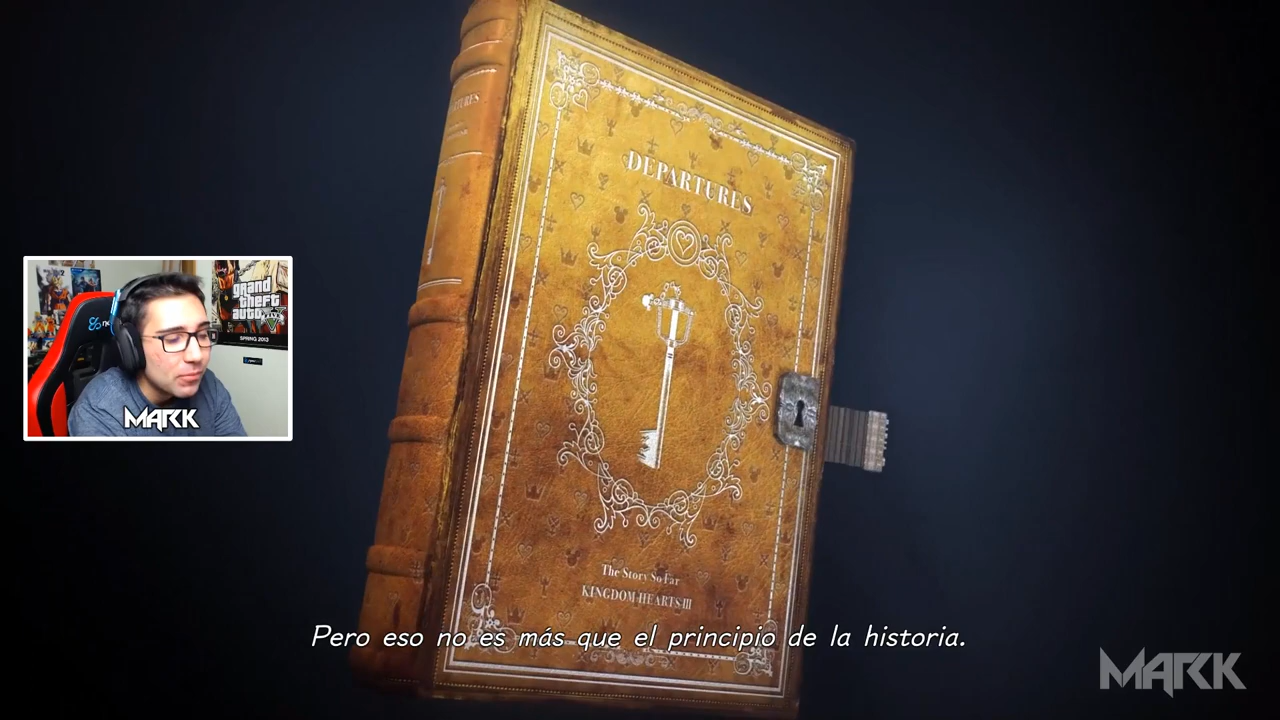 DEPARTURES
The Story So Far
KINGDOM HEARTS III
grand
theft
auto
V
SPRING 2013
MARK
Pero eso no es más que el principio de la historia.
MARK